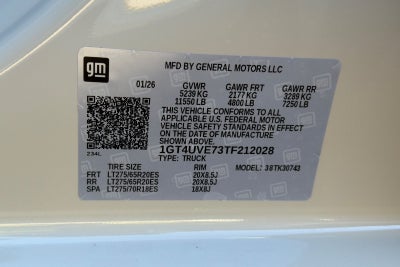 gm
MFD BY GENERAL MOTORS LLC
01/26 GVWR GAWR FRT GAWR RR
5239 KG 2177 KG 3289 KG
11550 LB 4800 LB 7250 LB
THIS VEHICLE CONFORMS TO ALL
APPLICABLE U.S. FEDERAL MOTOR
VEHICLE SAFETY STANDARDS IN EFFECT
ON THE DATE OF MANUFACTURE
SHOWN ABOVE.
234L
1GT4UVE73TF212028
TYPE: TRUCK
TIRE SIZE RIM MODEL: 38TK30743
FRT LT275/65R20ES 20X8.5J
RR LT275/65R20ES 20X8.5J
SPA LT275/70R18ES 18X8J